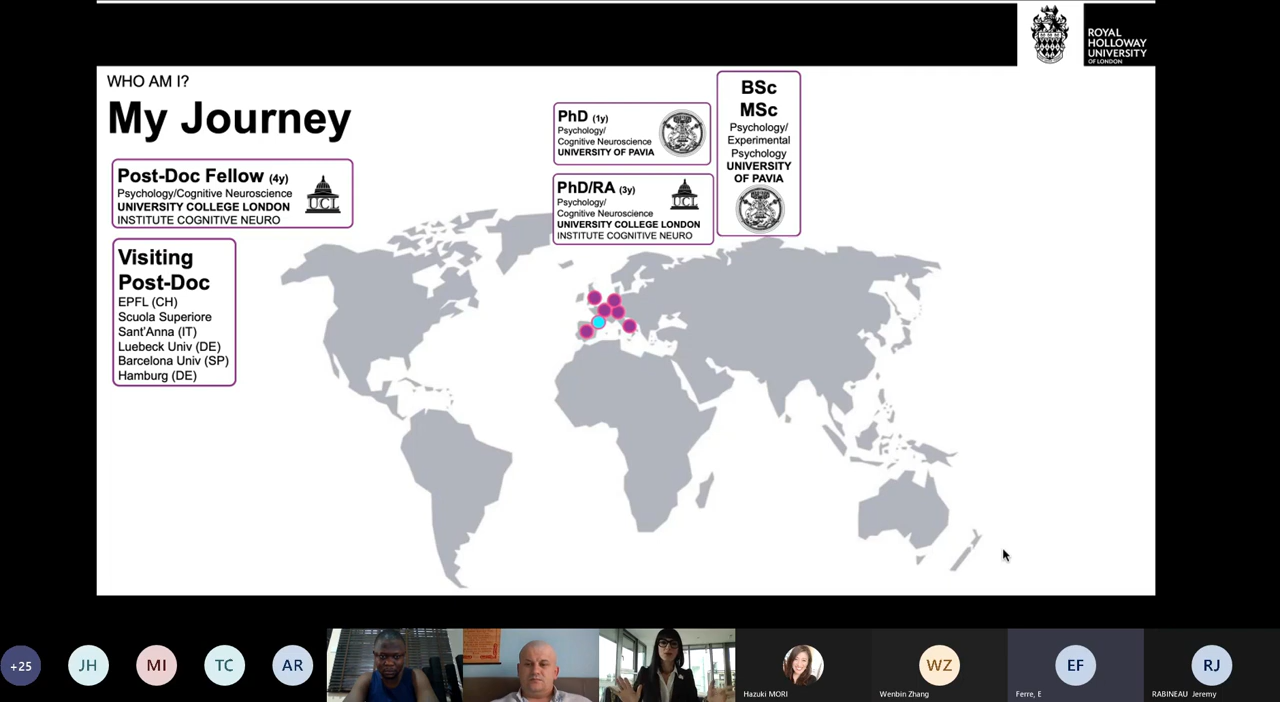 ROYAL
HOLLOWAY
UNIVERSITY
OF LONDON
WHO AM I?
My Journey
Post-Doc Fellow (4y)
Psychology/Cognitive Neuroscience
UNIVERSITY COLLEGE LONDON
INSTITUTE COGNITIVE NEURO
UCL
Visiting
Post-Doc
EPFL (CH)
Scuola Superiore
Sant'Anna (IT)
Luebeck Univ (DE)
Barcelona Univ (SP)
Hamburg (DE)
PhD (1y)
Psychology/
Cognitive Neuroscience
UNIVERSITY OF PAVIA
PhD/RA (3y)
Psychology/
Cognitive Neuroscience
UNIVERSITY COLLEGE LONDON
INSTITUTE COGNITIVE NEURO
UCL
BSc
MSc
Psychology/
Experimental
Psychology
UNIVERSITY
OF PAVIA
+25
JH
MI
TC
AR
Hazuki MORI
WZ
Wenbin Zhang
EF
Ferre, E
RJ
RABINEAU Jeremy